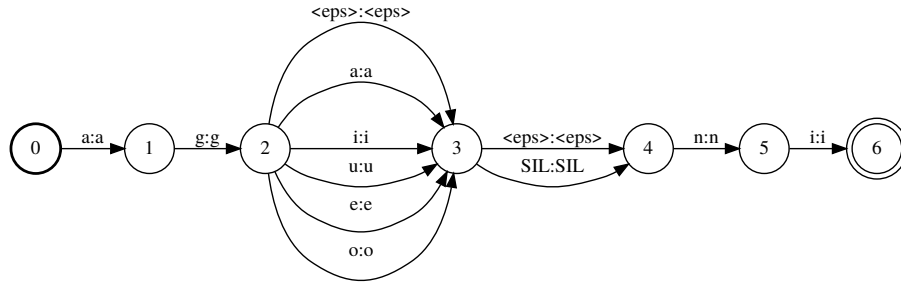 <eps>:<eps>
a:a
0 a:a 1 g:g 2 i:i 3 <eps>:<eps> 4 n:n 5 i:i 6
u:u SIL:SIL
e:e
o:o